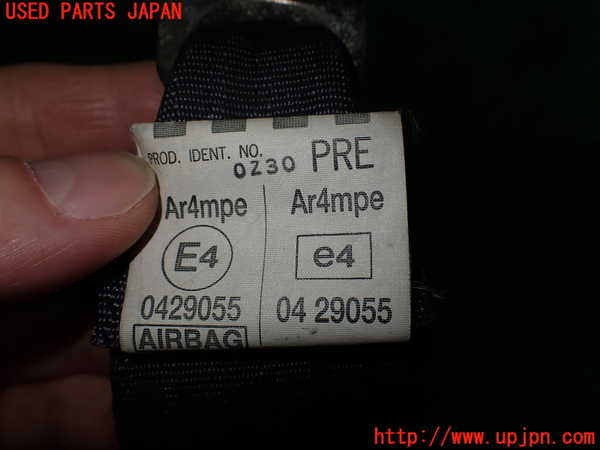 USED PARTS JAPAN
PROD. IDENT. NO.
0Z30 PRE
Ar4mpe Ar4mpe
E4 e4
0429055 04 29055
AIRBAG
http://www.upjpn.com/